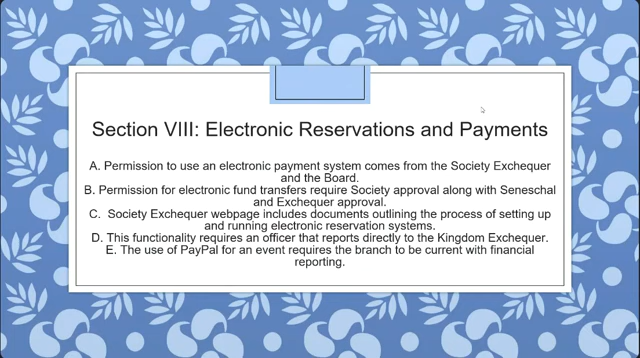 Section VIII: Electronic Reservations and Payments
A. Permission to use an electronic payment system comes from the Society Exchequer
and the Board.
B. Permission for electronic fund transfers require Society approval along with Seneschal
and Exchequer approval.
C.  Society Exchequer webpage includes documents outlining the process of setting up
and running electronic reservation systems.
D. This functionality requires an officer that reports directly to the Kingdom Exchequer.
E. The use of PayPal for an event requires the branch to be current with financial
reporting.